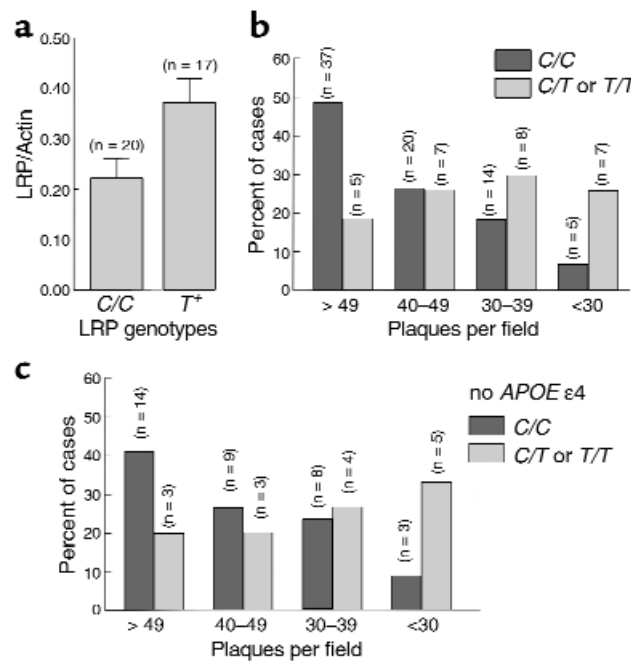 a
0.50
0.40
0.30
0.20
0.10
0.00
LRP/Actin
(n = 20)
(n = 17)
C/C T+
LRP genotypes
b
60
50
40
30
20
10
0
Percent of cases
(n = 37)
(n = 5)
(n = 20)
(n = 7)
(n = 14)
(n = 8)
(n = 5)
(n = 7)
C/C
C/T or T/T
> 49 40–49 30–39 <30
Plaques per field
c
60
50
40
30
20
10
0
Percent of cases
(n = 14)
(n = 3)
(n = 9)
(n = 3)
(n = 8)
(n = 4)
(n = 3)
(n = 5)
no APOE ε4
C/C
C/T or T/T
> 49 40–49 30–39 <30
Plaques per field